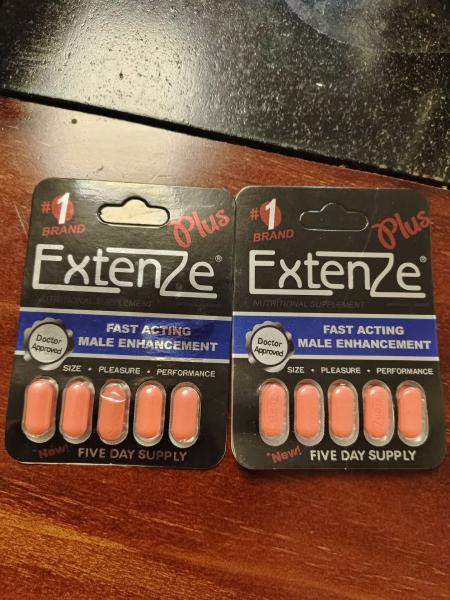 #1
BRAND
Plus
ExtenZe®
NUTRITIONAL SUPPLEMENT
Doctor
Approved
FAST ACTING
MALE ENHANCEMENT
SIZE • PLEASURE • PERFORMANCE
"New!
FIVE DAY SUPPLY
#1
BRAND
Plus
ExtenZe®
NUTRITIONAL SUPPLEMENT
Doctor
Approved
FAST ACTING
MALE ENHANCEMENT
SIZE • PLEASURE • PERFORMANCE
"New!
FIVE DAY SUPPLY